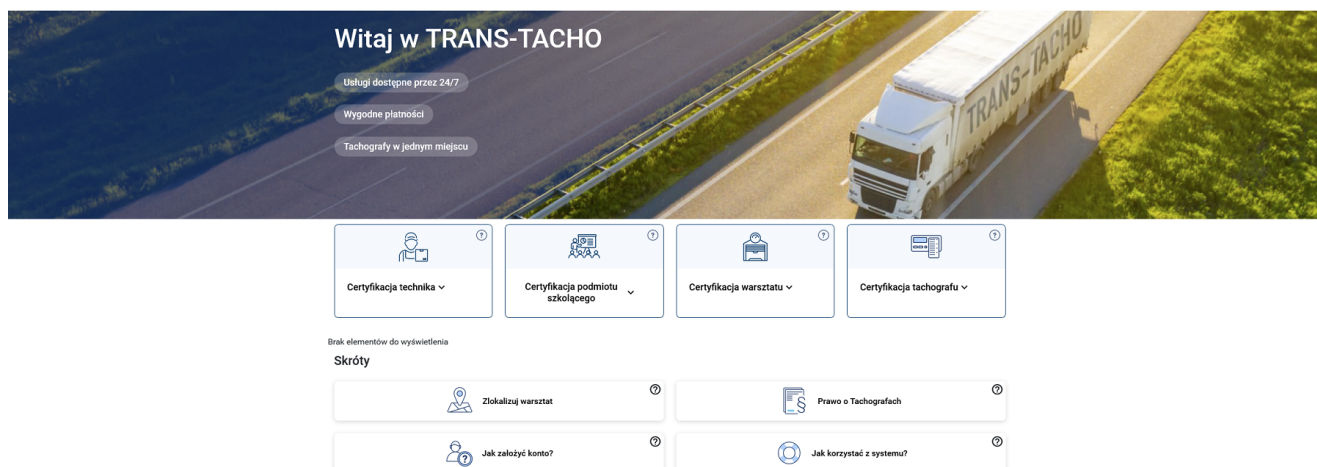 Witaj w TRANS-TACHO
Usługi dostępne przez 24/7
Wygodne płatności
Tachografy w jednym miejscu
TRANS-TACHO
Certyfikacja technika
Certyfikacja podmiotu
szkolącego
Certyfikacja warsztatu
Certyfikacja tachografu
Brak elementów do wyświetlenia
Skróty
Zlokalizuj warsztat
Prawo o Tachografach
Jak założyć konto?
Jak korzystać z systemu?